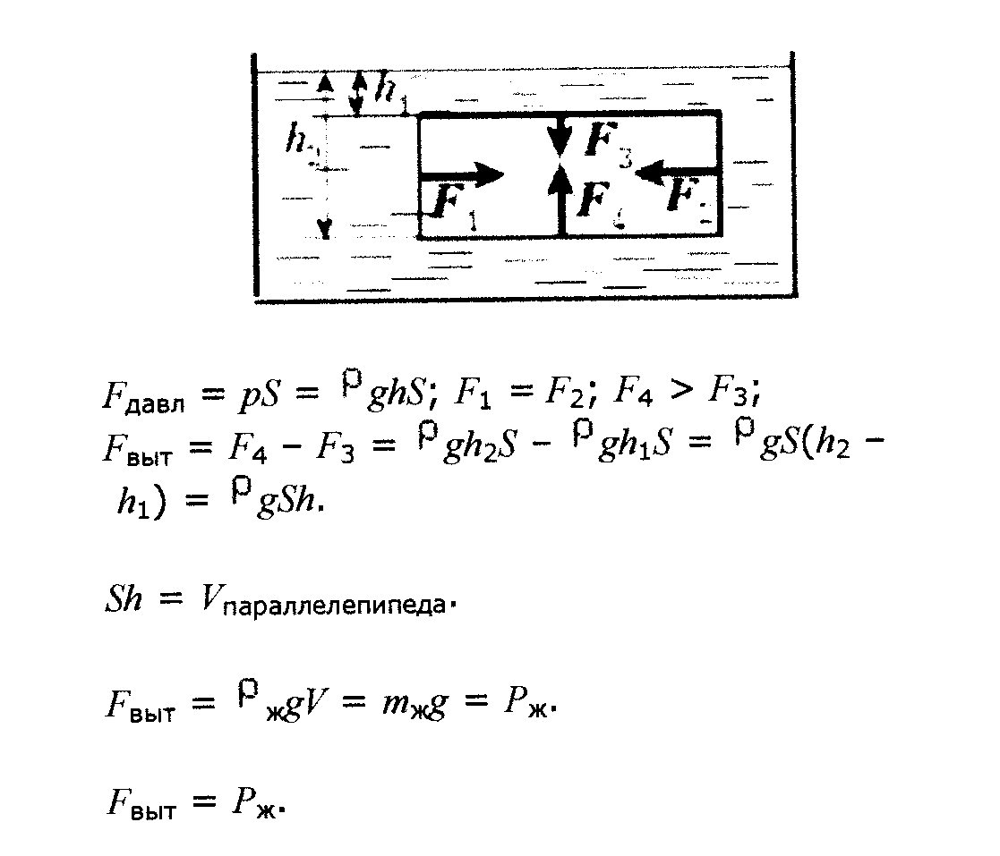 h1
h2
F3
F1
F4
F
Fдавл = pS = ρghS; F1 = F2; F4 > F3;
Fвыт = F4 – F3 = ρgh2S – ρgh1S = ρgS(h2 –
h1) = ρgSh.
Sh = Vпараллелепипеда.
Fвыт = ρжgV = mжg = Pж.
Fвыт = Pж.